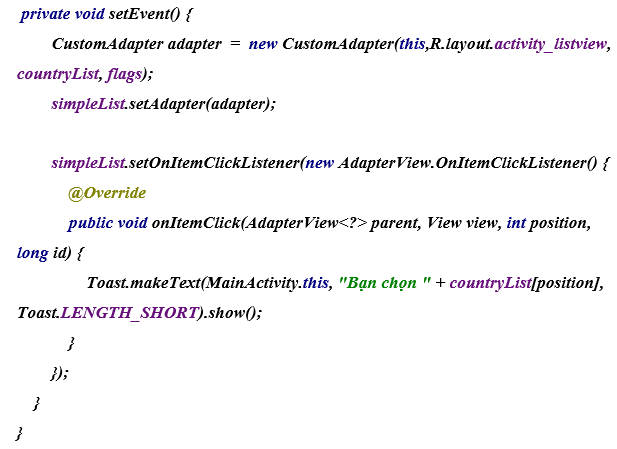 private void setEvent() {
CustomAdapter adapter = new CustomAdapter(this,R.layout.activity_listview,
countryList, flags);
simpleList.setAdapter(adapter);
simpleList.setOnItemClickListener(new AdapterView.OnItemClickListener() {
@Override
public void onItemClick(AdapterView<?> parent, View view, int position,
long id) {
Toast.makeText(MainActivity.this, "Bạn chọn " + countryList[position],
Toast.LENGTH_SHORT).show();
}
});
}
}